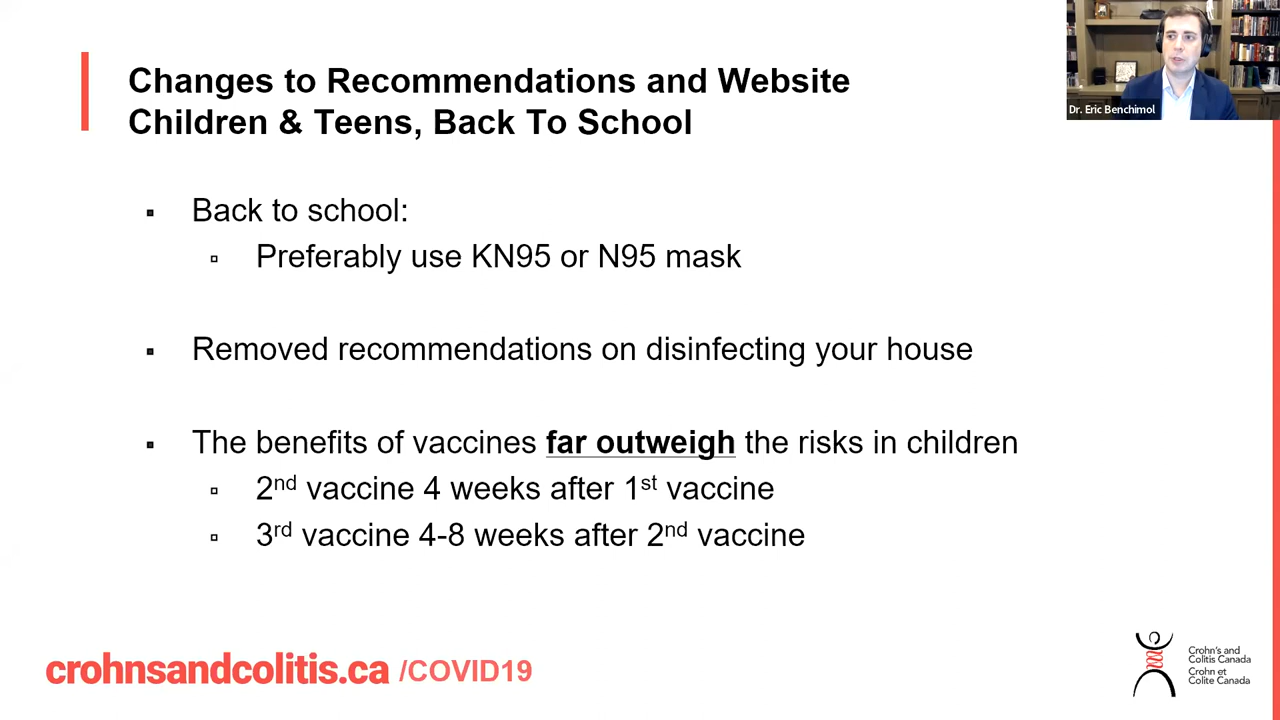 Changes to Recommendations and Website
Children & Teens, Back To School
Dr. Eric Benchimol
▪ Back to school:
▫ Preferably use KN95 or N95 mask
▪ Removed recommendations on disinfecting your house
▪ The benefits of vaccines far outweigh the risks in children
▫ 2nd vaccine 4 weeks after 1st vaccine
▫ 3rd vaccine 4-8 weeks after 2nd vaccine
crohnsandcolitis.ca /COVID19
Crohn's and
Colitis Canada
Crohn et
Colite Canada